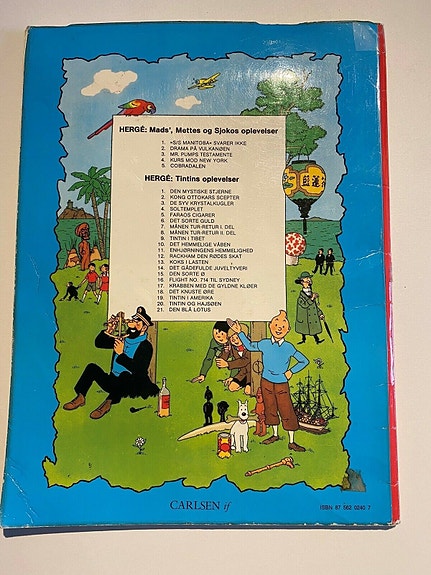 HERGÉ: Mads', Mettes og Sjokos oplevelser
1. »S/S MANITOBA« SVARER IKKE
2. DRAMA PÅ VULKANØEN
3. MR. PUMPS TESTAMENTE
4. KURS MOD NEW YORK
5. COBRADALEN
HERGÉ: Tintins oplevelser
1. DEN MYSTISKE STJERNE
2. KONG OTTOKARS SCEPTER
3. DE SYV KRYSTALKUGLER
4. SOLTEMPLET
5. FARAOS CIGARER
6. DET SORTE GULD
7. MÅNEN TUR-RETUR I. DEL
8. MÅNEN TUR-RETUR II. DEL
9. TINTIN I TIBET
10. DET HEMMELIGE VÅBEN
11. ENHJØRNINGENS HEMMELIGHED
12. RACKHAM DEN RØDES SKAT
13. KOKS I LASTEN
14. DET GÅDEFULDE JUVELTYVERI
15. DEN SORTE Ø
16. FLIGHT NO. 714 TIL SYDNEY
17. KRABBEN MED DE GYLDNE KLØER
18. DET KNUSTE ØRE
19. TINTIN I AMERIKA
20. TINTIN OG HAJSØEN
21. DEN BLÅ LOTUS
CARLSEN if
ISBN 87 562 0240 7